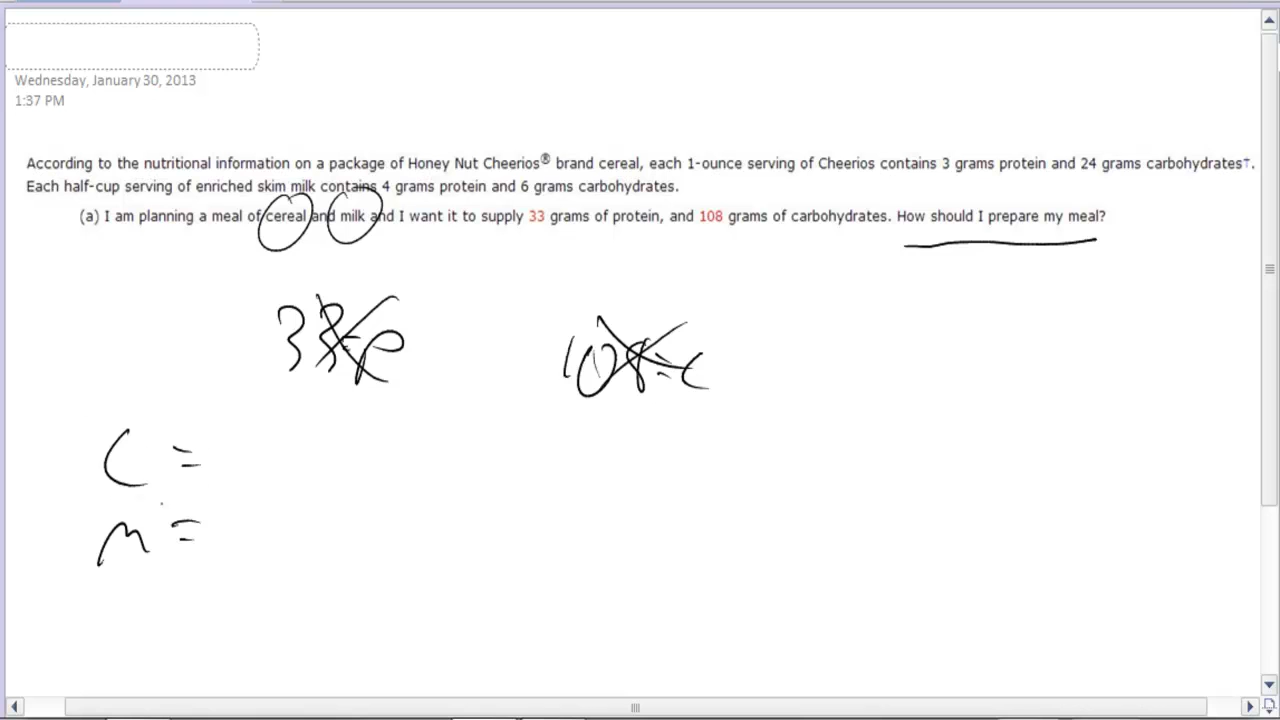 Wednesday, January 30, 2013
1:37 PM
According to the nutritional information on a package of Honey Nut Cheerios® brand cereal, each 1-ounce serving of Cheerios contains 3 grams protein and 24 grams carbohydrates†.
Each half-cup serving of enriched skim milk contains 4 grams protein and 6 grams carbohydrates.
(a) I am planning a meal of cereal and milk and I want it to supply 33 grams of protein, and 108 grams of carbohydrates. How should I prepare my meal?
33=p 108=c
C =
m =